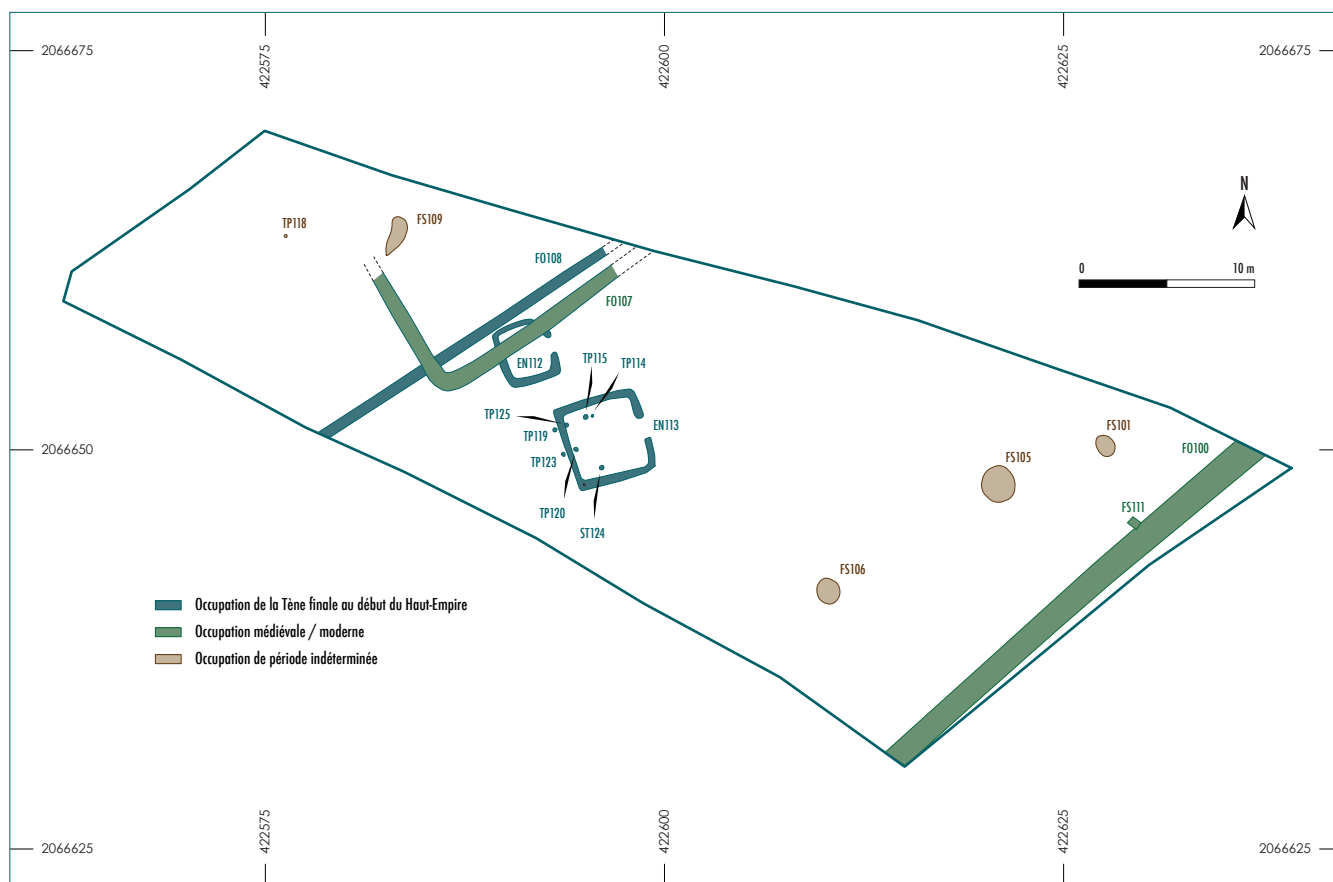 422575
422600
422625
2066675
2066675
N
0 10 m
TP118
FS109
FO108
FO107
EN112
TP115
TP114
TP125
TP119
TP123
EN113
TP120
ST124
FS101
FS105
FO100
FS111
FS106
2066650
Occupation de la Tène finale au début du Haut-Empire
Occupation médiévale / moderne
Occupation de période indéterminée
2066625
2066625
422575
422600
422625